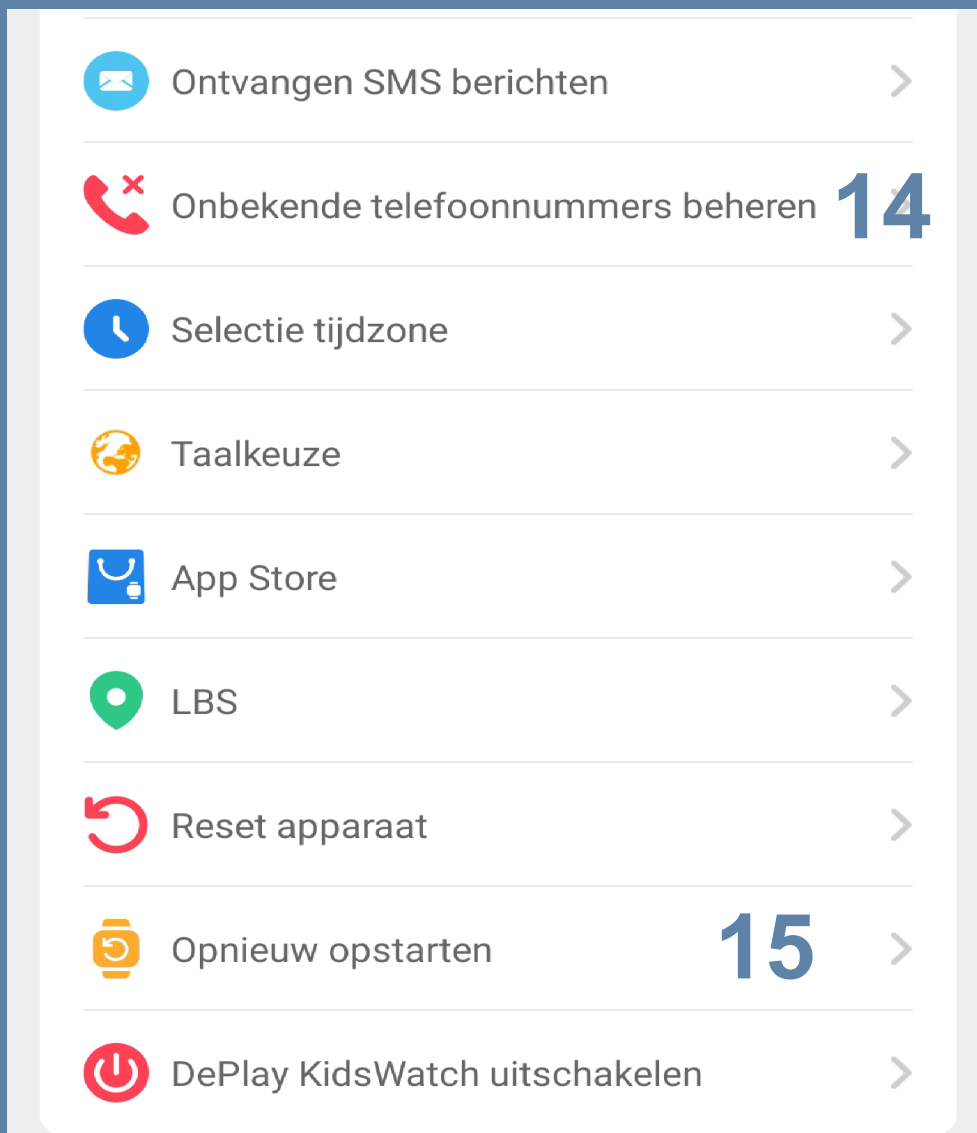 Ontvangen SMS berichten
Onbekende telefoonnummers beheren 14
Selectie tijdzone
Taalkeuze
App Store
LBS
Reset apparaat
Opnieuw opstarten 15
DePlay KidsWatch uitschakelen